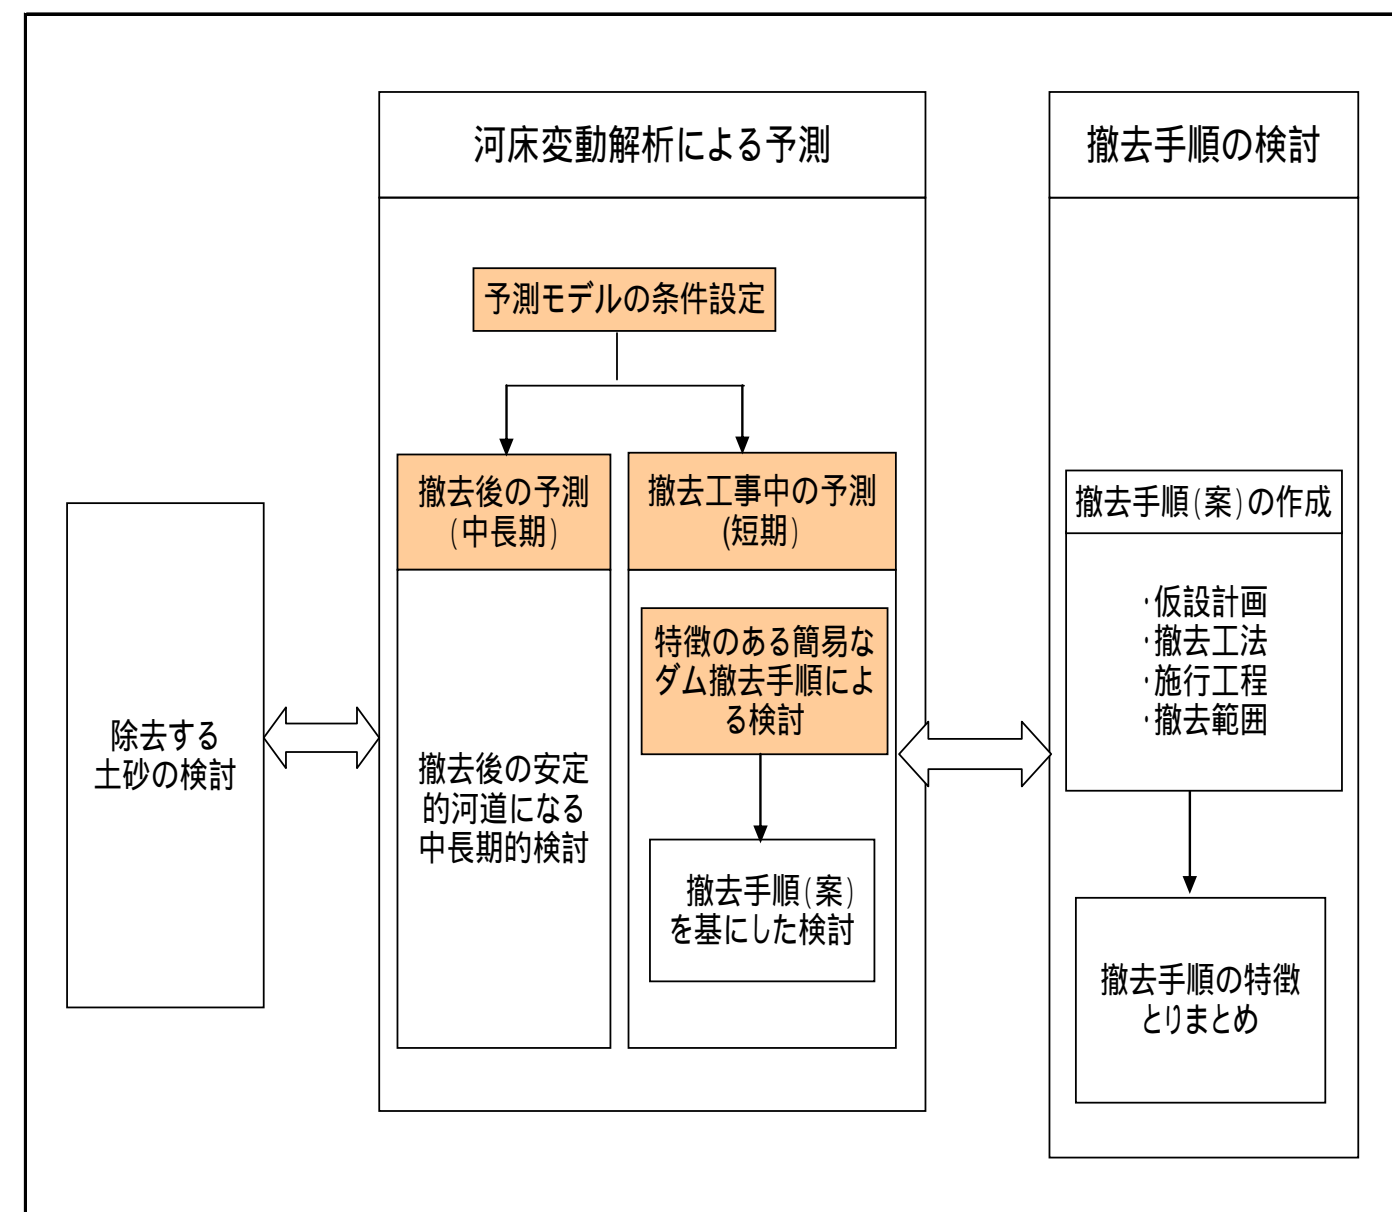 河床変動解析による予測
撤去手順の検討
予測モデルの条件設定
撤去後の予測
(中長期)
撤去工事中の予測
(短期)
撤去手順(案)の作成
特徴のある簡易な
ダム撤去手順によ
る検討
・仮設計画
・撤去工法
・施行工程
・撤去範囲
除去する
土砂の検討
撤去後の安定
的河道になる
中長期的検討
撤去手順(案)
を基にした検討
撤去手順の特徴
とりまとめ